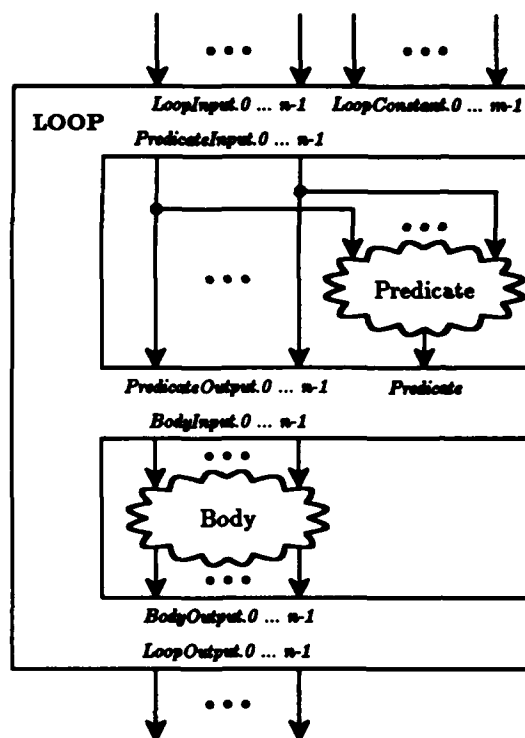 LoopInput.0 ... n-1 LoopConstant.0 ... m-1
LOOP
PredicateInput.0 ... n-1
Predicate
PredicateOutput.0 ... n-1 Predicate
BodyInput.0 ... n-1
Body
BodyOutput.0 ... n-1
LoopOutput.0 ... n-1